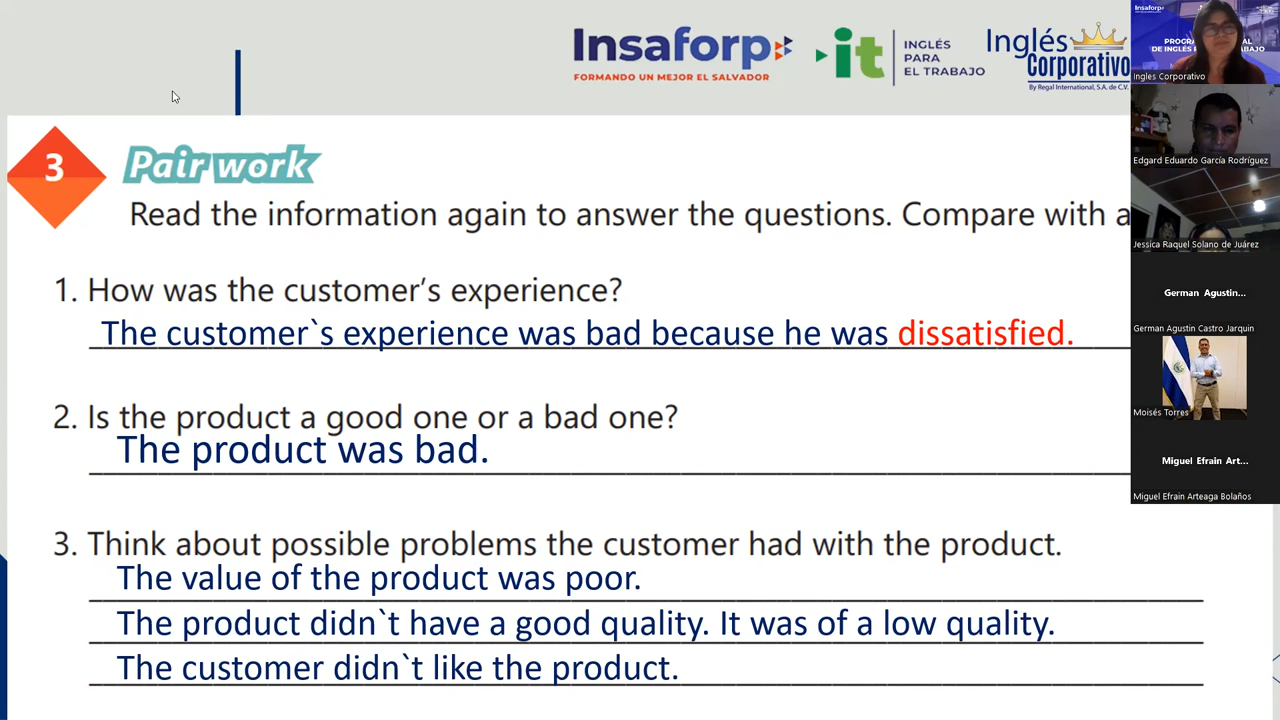 Insaforp
FORMANDO UN MEJOR EL SALVADOR
it
INGLÉS
PARA
EL TRABAJO
Inglés
Corporativo
By Regal International, S.A. de C.V.
Insaforp
DE INGLÉS
Ingles Corporativo
Edgard Eduardo García Rodríguez
Jessica Raquel Solano de Juárez
German Agustin...
German Agustin Castro Jarquin
Moisés Torres
Miguel Efrain Art...
Miguel Efrain Arteaga Bolaños
3
Pair work
Read the information again to answer the questions. Compare with a
1. How was the customer’s experience?
The customer`s experience was bad because he was dissatisfied.
2. Is the product a good one or a bad one?
The product was bad.
3. Think about possible problems the customer had with the product.
The value of the product was poor.
The product didn`t have a good quality. It was of a low quality.
The customer didn`t like the product.